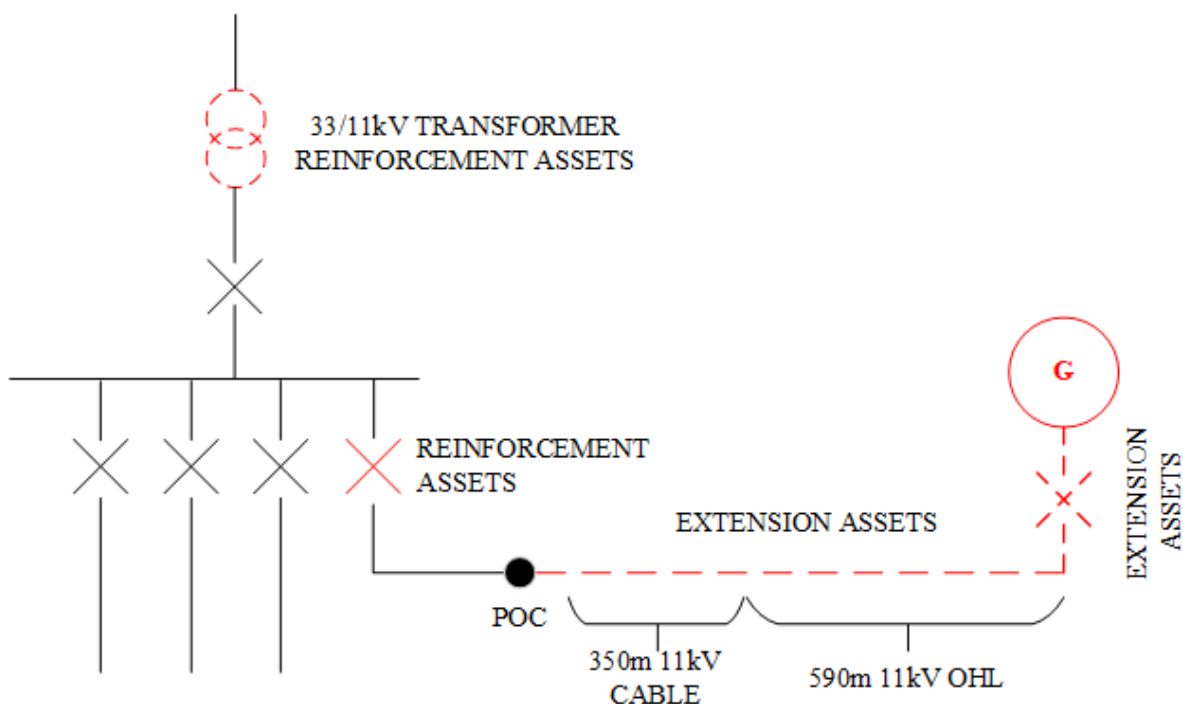 33/11kV TRANSFORMER
REINFORCEMENT ASSETS
G
REINFORCEMENT
ASSETS
EXTENSION ASSETS
EXTENSION
ASSETS
POC
350m 11kV
CABLE
590m 11kV OHL